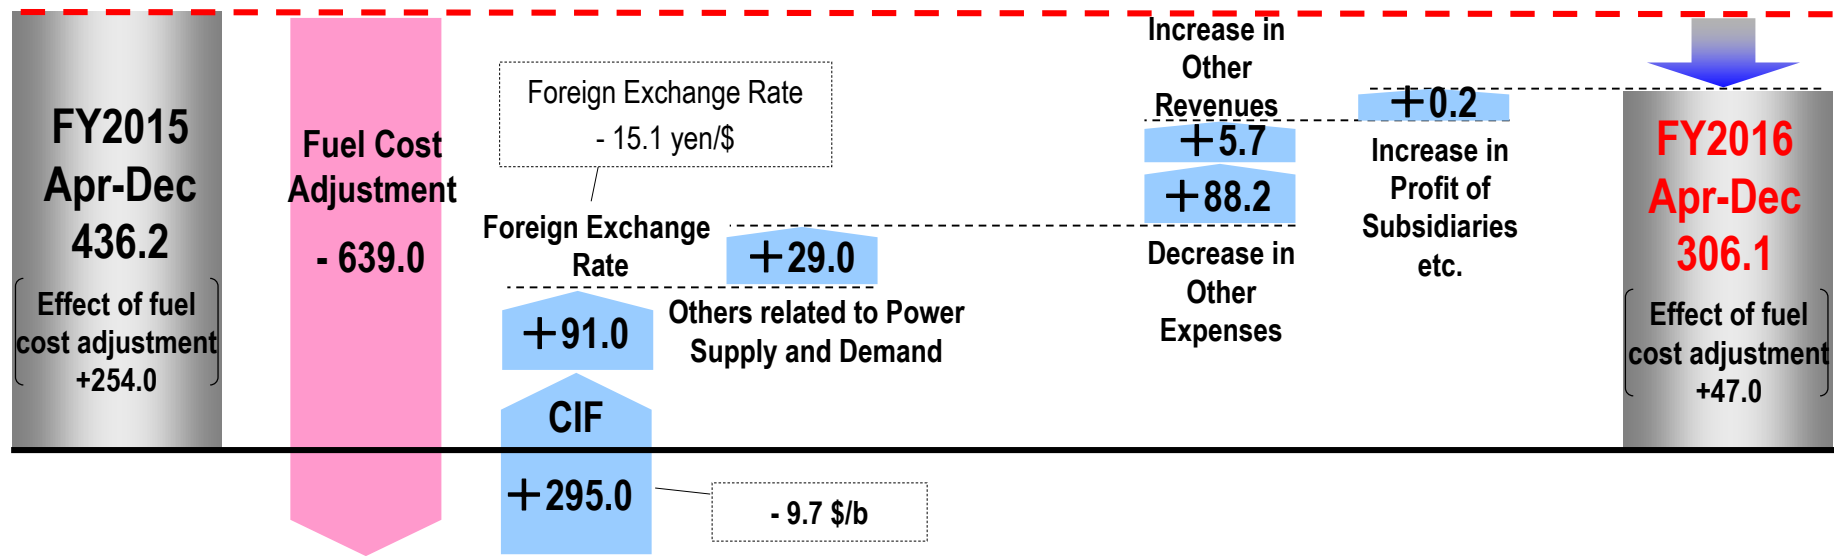 FY2015
Apr-Dec
436.2
Effect of fuel
cost adjustment
+254.0
Fuel Cost
Adjustment
- 639.0
Foreign Exchange Rate
- 15.1 yen/$
Foreign Exchange
Rate
+91.0
CIF
+295.0
- 9.7 $/b
+29.0
Others related to Power
Supply and Demand
Increase in
Other
Revenues
+5.7
+88.2
Decrease in
Other
Expenses
+0.2
Increase in
Profit of
Subsidiaries
etc.
FY2016
Apr-Dec
306.1
Effect of fuel
cost adjustment
+47.0